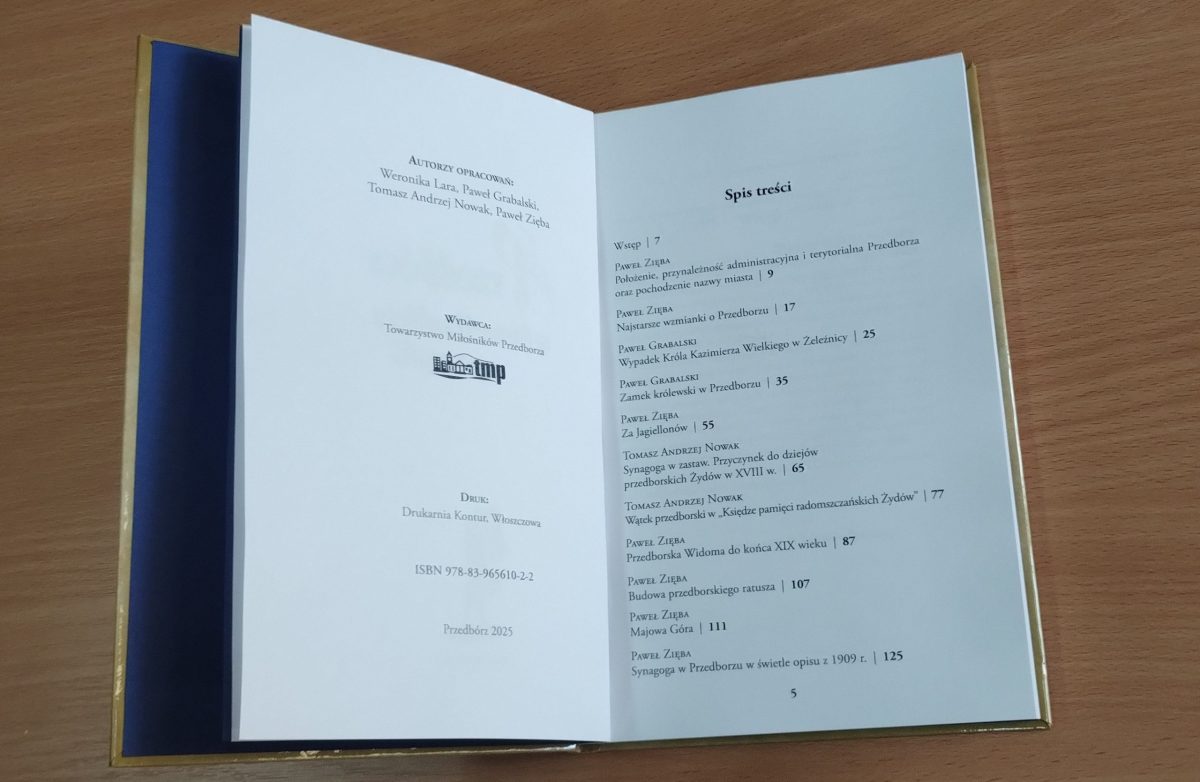 Autorzy opracowań:
Weronika Lara, Paweł Grabalski,
Tomasz Andrzej Nowak, Paweł Zięba
Wydawca:
Towarzystwo Miłośników Przedborza
tmp
Druk:
Drukarnia Kontur, Włoszczowa
ISBN 978-83-965610-2-2
Przedbórz 2025
Spis treści
Wstęp | 7
Paweł Zięba
Położenie, przynależność administracyjna i terytorialna Przedborza
oraz pochodzenie nazwy miasta | 9
Paweł Zięba
Najstarsze wzmianki o Przedborzu | 17
Paweł Grabalski
Wypadek Króla Kazimierza Wielkiego w Żeleźnicy | 25
Paweł Grabalski
Zamek królewski w Przedborzu | 35
Paweł Zięba
Za Jagiellonów | 55
Tomasz Andrzej Nowak
Synagoga w zastaw. Przyczynek do dziejów
przedborskich Żydów w XVIII w. | 65
Tomasz Andrzej Nowak
Wątek przedborski w „Księdze pamięci radomszczańskich Żydów” | 77
Paweł Zięba
Przedborska Widoma do końca XIX wieku | 87
Paweł Zięba
Budowa przedborskiego ratusza | 107
Paweł Zięba
Majowa Góra | 111
Paweł Zięba
Synagoga w Przedborzu w świetle opisu z 1909 r. | 125
5